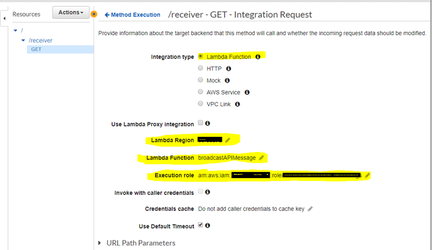 Resources
Actions
Method Execution
/receiver - GET - Integration Request
/
/receiver
GET
Provide information about the target backend that this method will call and whether the incoming request data should be modified.
Integration type
Lambda Function
HTTP
Mock
AWS Service
VPC Link
Use Lambda Proxy integration
Lambda Region
Lambda Function broadcastAPIMessage
Execution role arn:aws:iam: role
Invoke with caller credentials
Credentials cache Do not add caller credentials to cache key
Use Default Timeout
URL Path Parameters